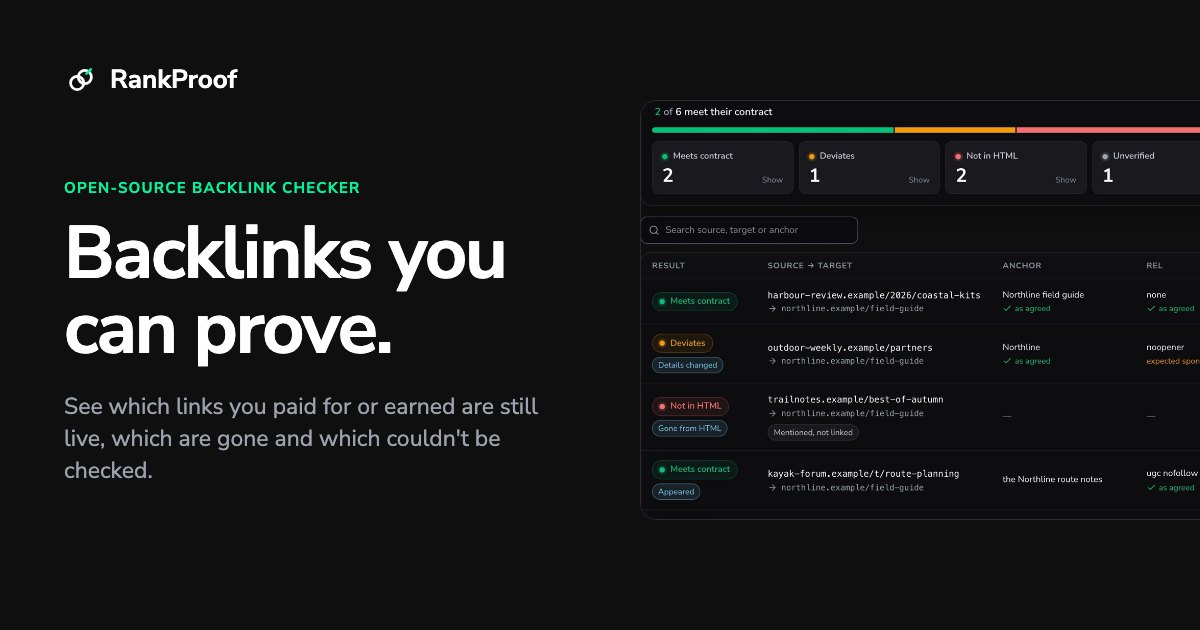 RankProof
OPEN-SOURCE BACKLINK CHECKER
Backlinks you
can prove.
See which links you paid for or earned are still
live, which are gone and which couldn't be
checked.
2 of 6 meet their contract
Meets contract
2
Show
Deviates
1
Show
Not in HTML
2
Show
Unverified
1
Search source, target or anchor
RESULT SOURCE → TARGET ANCHOR REL
Meets contract
harbour-review.example/2026/coastal-kits
→ northline.example/field-guide
Northline field guide
✓ as agreed
none
✓ as agreed
Deviates
Details changed
outdoor-weekly.example/partners
→ northline.example/field-guide
Northline
✓ as agreed
noopener
expected spon
Not in HTML
Gone from HTML
trailnotes.example/best-of-autumn
→ northline.example/field-guide
Mentioned, not linked
—
—
Meets contract
Appeared
kayak-forum.example/t/route-planning
→ northline.example/field-guide
the Northline route notes
ugc nofollow
✓ as agreed